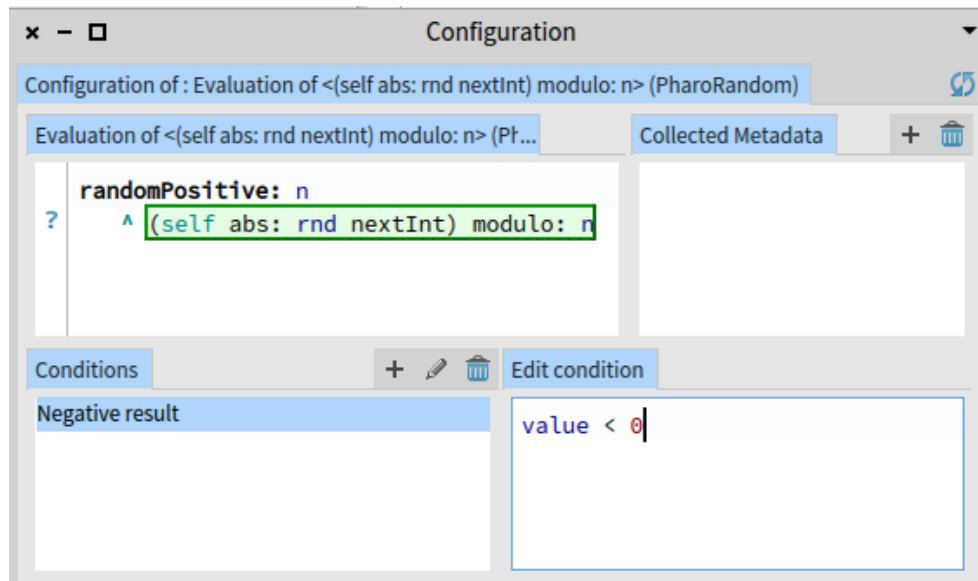 Configuration
Configuration of : Evaluation of <(self abs: rnd nextInt) modulo: n> (PharoRandom)
Evaluation of <(self abs: rnd nextInt) modulo: n> (Ph...
Collected Metadata
randomPositive: n
? ^ (self abs: rnd nextInt) modulo: n
Conditions
Edit condition
Negative result
value < 0